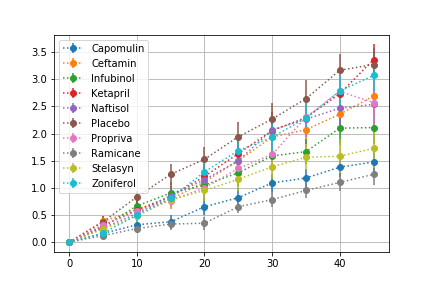 3.5
3.0
2.5
2.0
1.5
1.0
0.5
0.0
Capomulin
Ceftamin
Infubinol
Ketapril
Naftisol
Placebo
Propriva
Ramicane
Stelasyn
Zoniferol
0 10 20 30 40